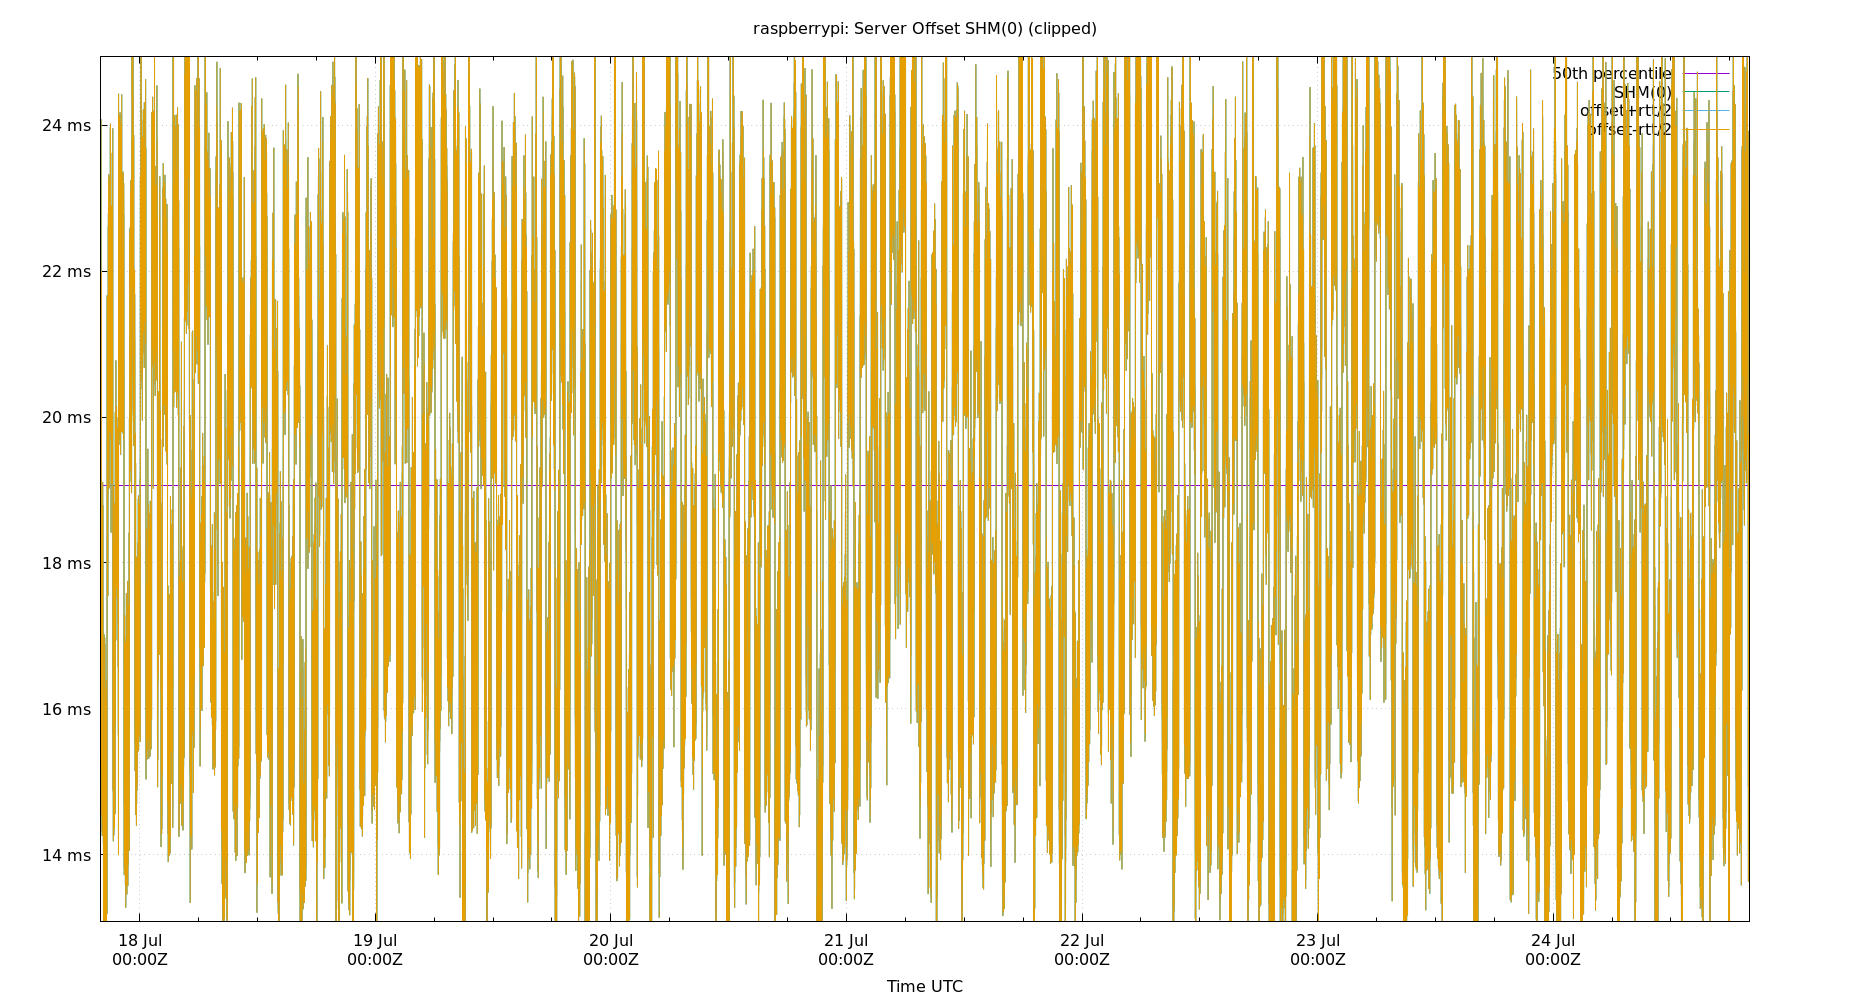 raspberrypi: Server Offset SHM(0) (clipped)
50th percentile
SHM(0)
offset+rtt/2
offset-rtt/2
24 ms
22 ms
20 ms
18 ms
16 ms
14 ms
18 Jul 19 Jul 20 Jul 21 Jul 22 Jul 23 Jul 24 Jul
00:00Z 00:00Z 00:00Z 00:00Z 00:00Z 00:00Z 00:00Z
Time UTC